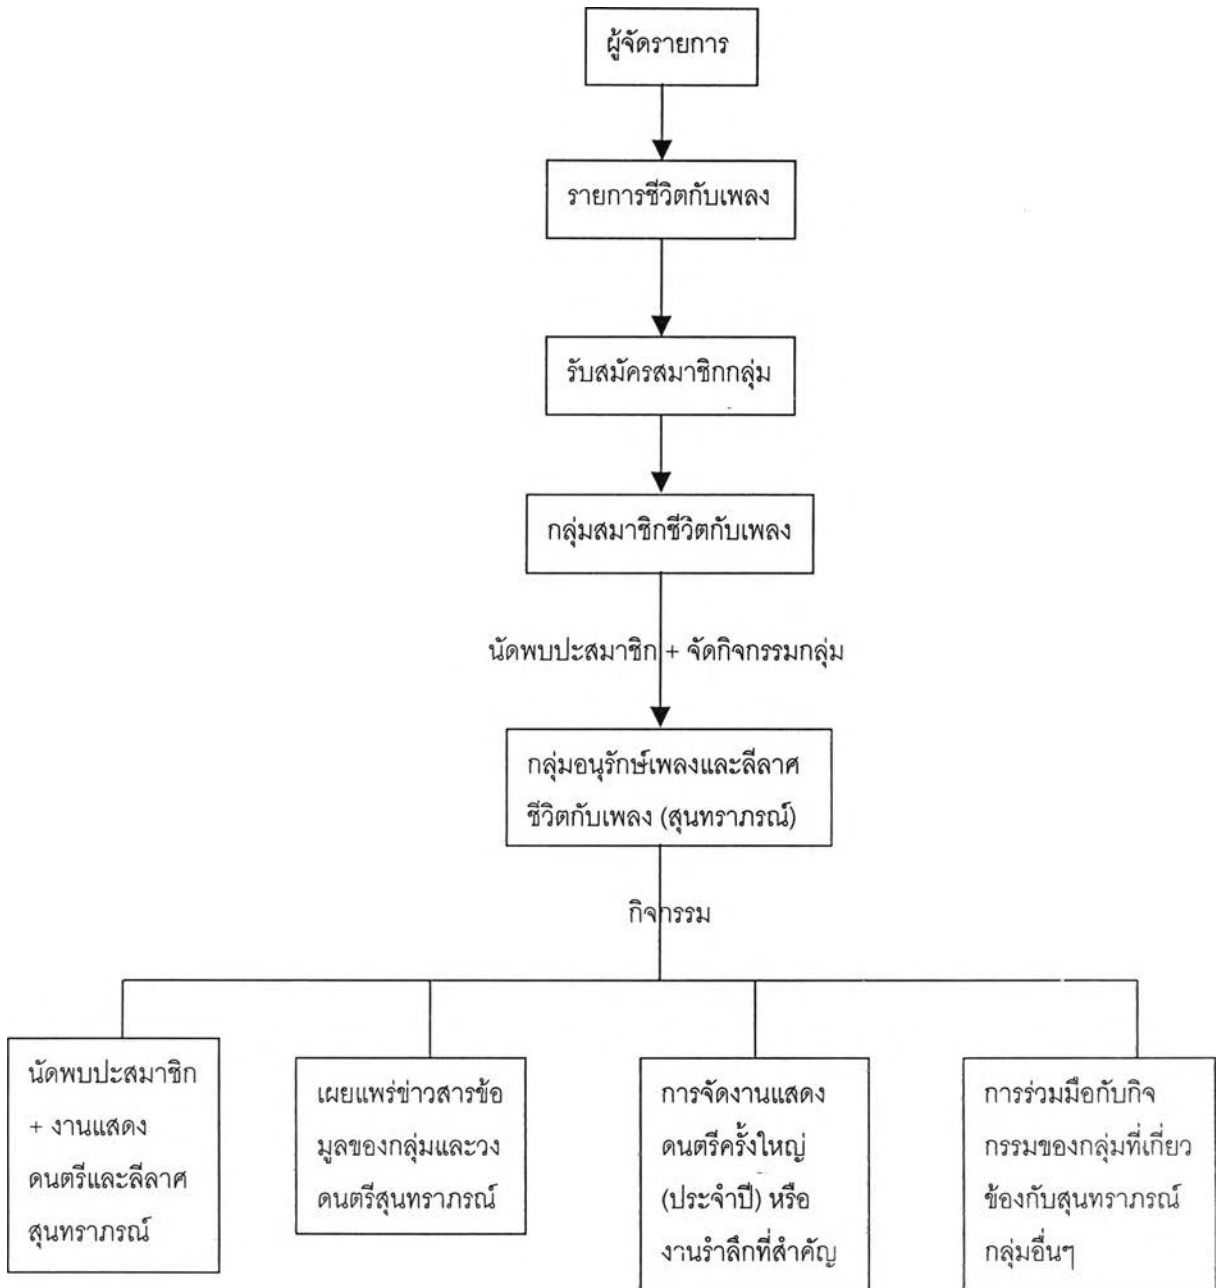 ผู้จัดรายการ
รายการชีวิตกับเพลง
รับสมัครสมาชิกกลุ่ม
กลุ่มสมาชิกชีวิตกับเพลง
นัดพบปะสมาชิก + จัดกิจกรรมกลุ่ม
กลุ่มอนุรักษ์เพลงและลีลาศ
ชีวิตกับเพลง (สุนทราภรณ์)
กิจกรรม
นัดพบปะสมาชิก
+ งานแสดง
ดนตรีและลีลาศ
สุนทราภรณ์
เผยแพร่ข่าวสารข้อ
มูลของกลุ่มและวง
ดนตรีสุนทราภรณ์
การจัดงานแสดง
ดนตรีครั้งใหญ่
(ประจำปี) หรือ
งานรำลึกที่สำคัญ
การร่วมมือกับกิจ
กรรมของกลุ่มที่เกี่ยว
ข้องกับสุนทราภรณ์
กลุ่มอื่นๆ